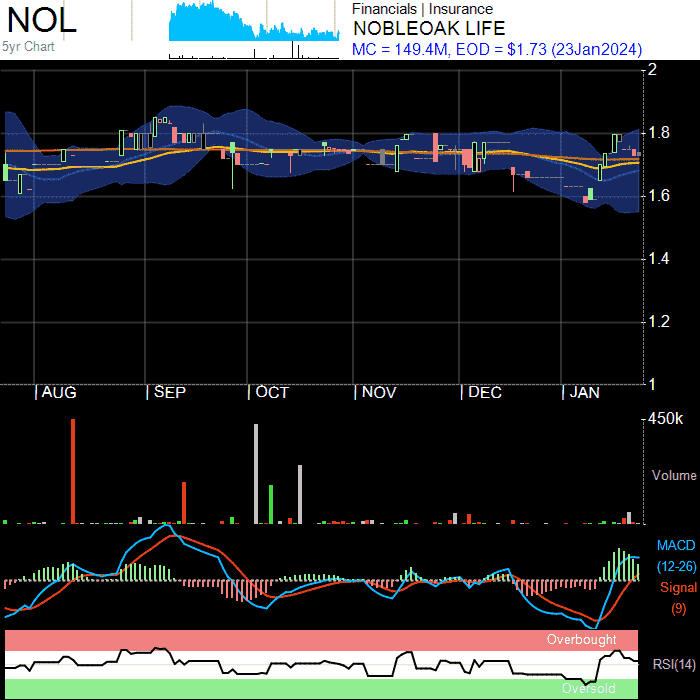 NOL
5yr Chart
Financials | Insurance
NOBLEOAK LIFE
MC = 149.4M, EOD = $1.73 (23Jan2024)
2
1.8
1.6
1.4
1.2
1
| AUG | SEP | OCT | NOV | DEC | JAN
450k
Volume
MACD
(12-26)
Signal
(9)
Overbought
RSI(14)
Oversold